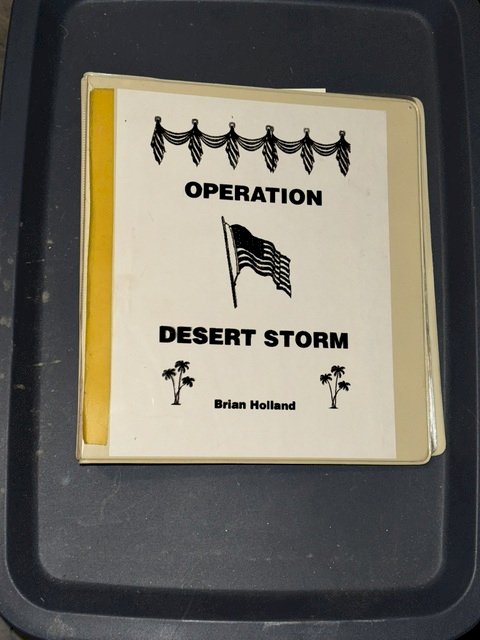 OPERATION
DESERT STORM
Brian Holland